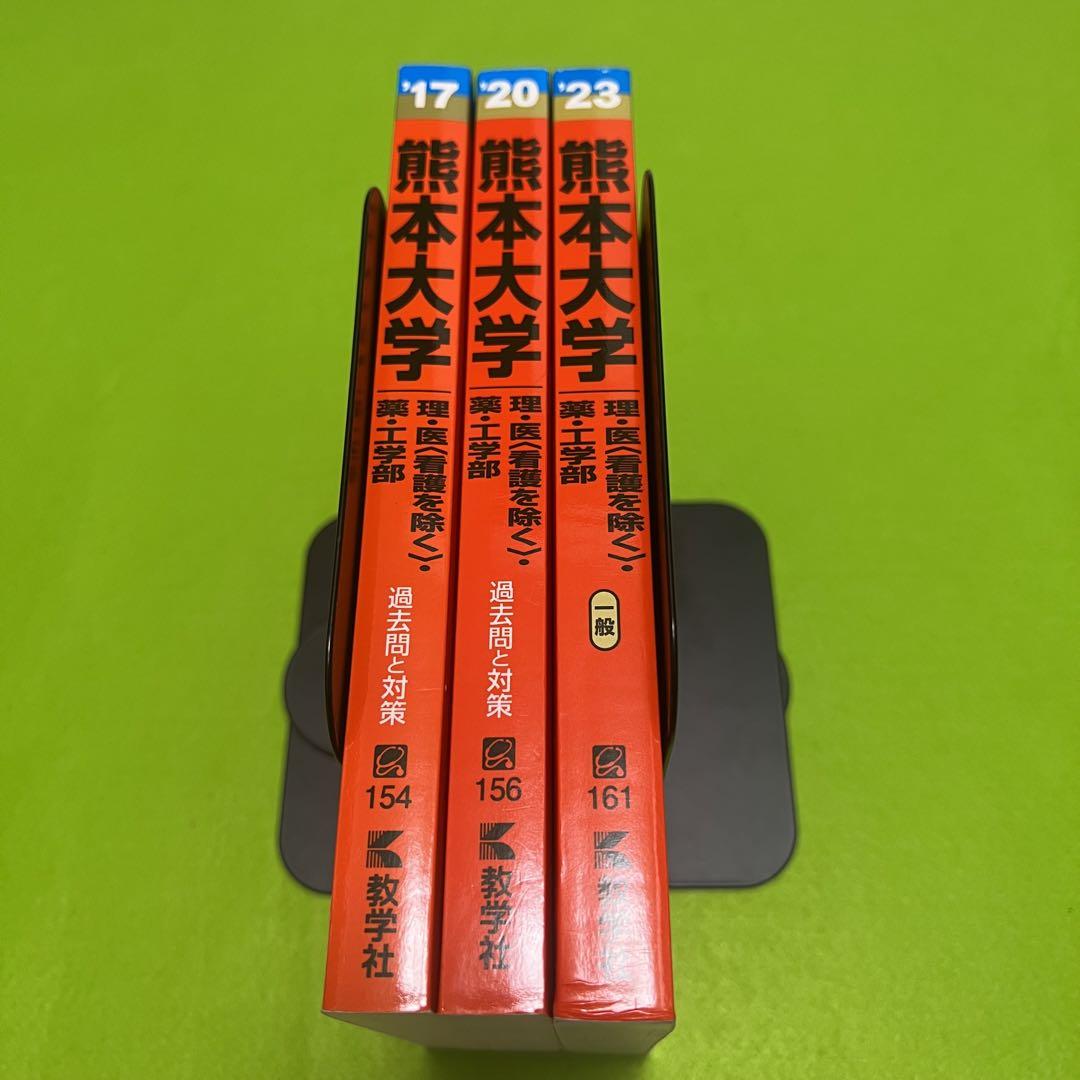 '17
熊本大学
理・医〈看護を除く〉・
薬・工学部
過去問と対策
154
教学社
'20
熊本大学
理・医〈看護を除く〉・
薬・工学部
過去問と対策
156
教学社
'23
熊本大学
理・医〈看護を除く〉・
薬・工学部
一般
161
教学社